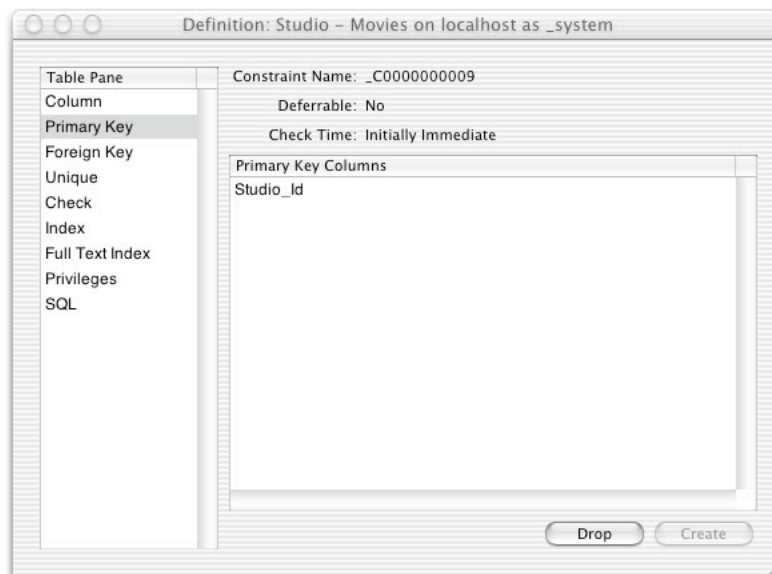 Definition: Studio – Movies on localhost as _system
Table Pane
Column
Primary Key
Foreign Key
Unique
Check
Index
Full Text Index
Privileges
SQL
Constraint Name: _C0000000009
Deferrable: No
Check Time: Initially Immediate
Primary Key Columns
Studio_Id
Drop
Create